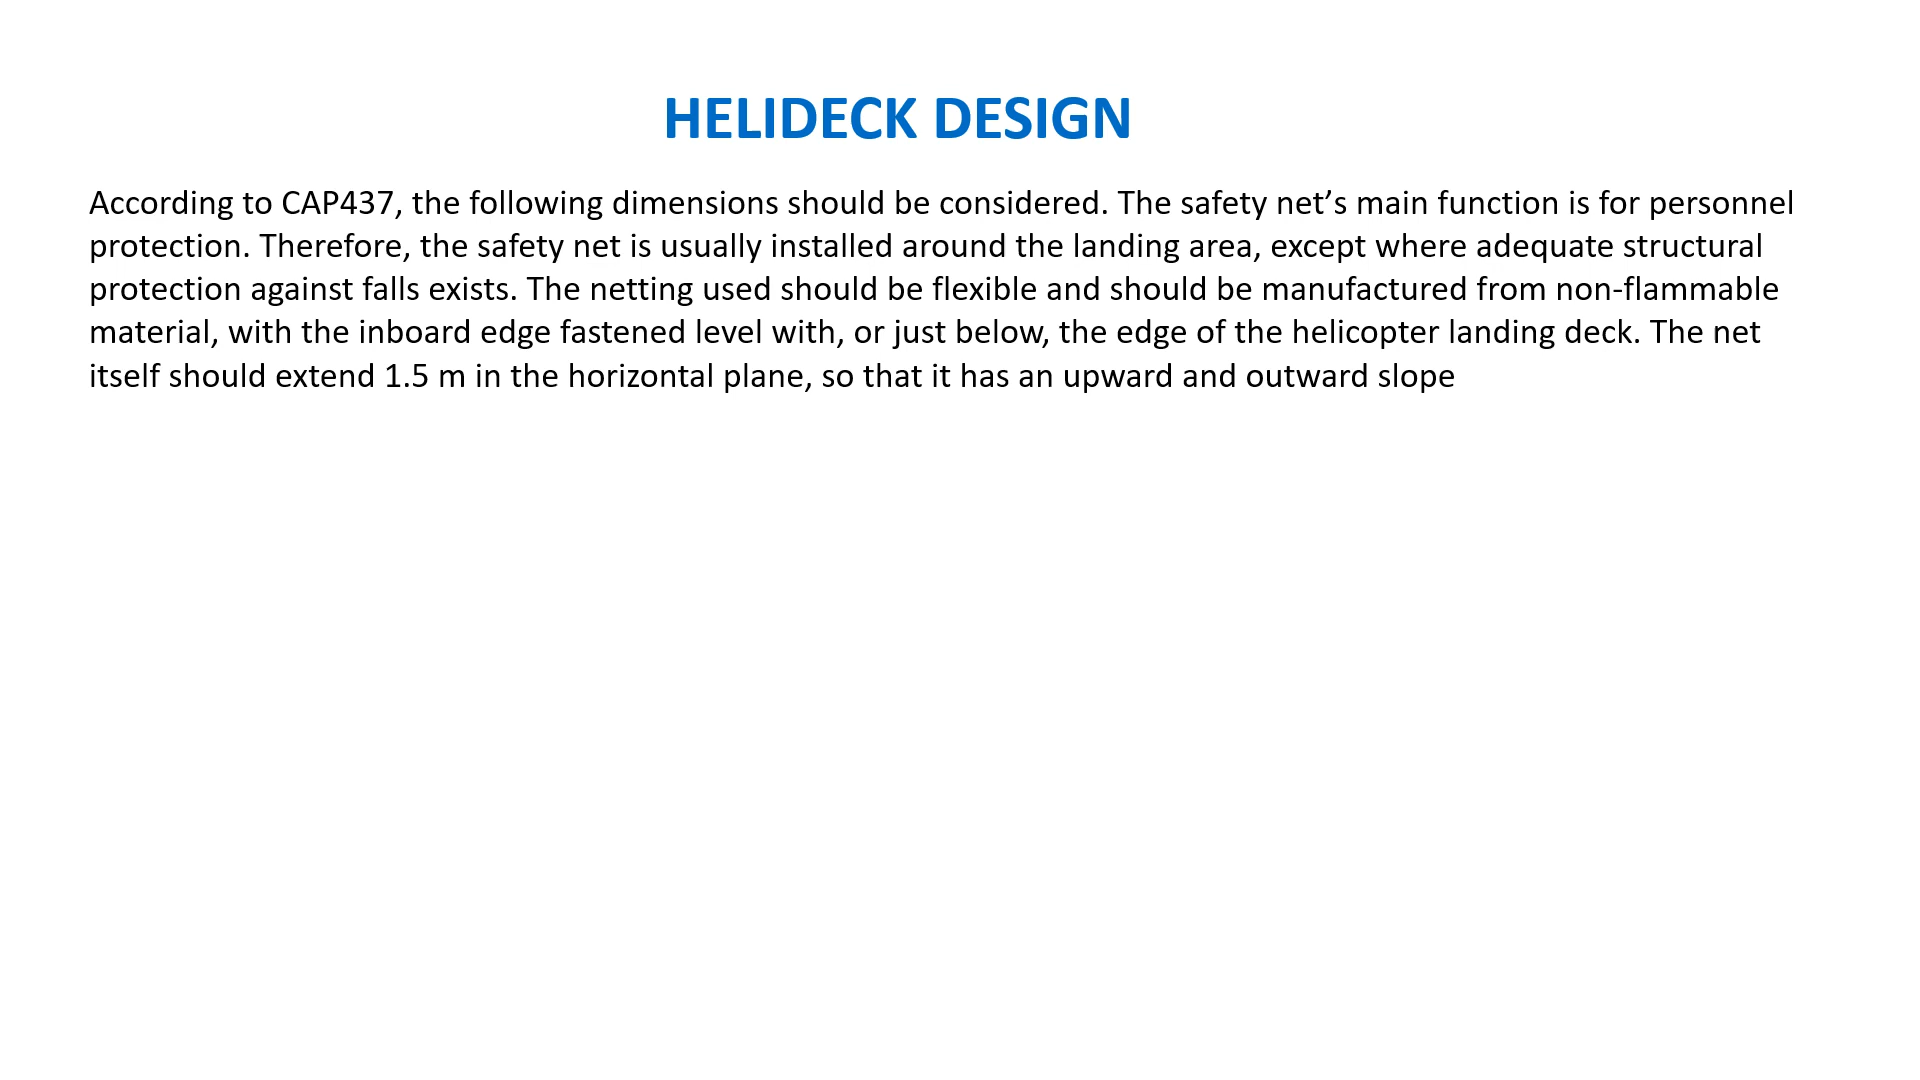 HELIDECK DESIGN
According to CAP437, the following dimensions should be considered. The safety net’s main function is for personnel
protection. Therefore, the safety net is usually installed around the landing area, except where adequate structural
protection against falls exists. The netting used should be flexible and should be manufactured from non-flammable
material, with the inboard edge fastened level with, or just below, the edge of the helicopter landing deck. The net
itself should extend 1.5 m in the horizontal plane, so that it has an upward and outward slope